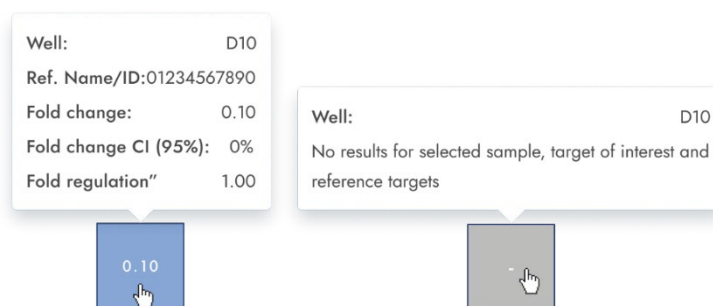 Well: D10
Ref. Name/ID:01234567890
Fold change: 0.10
Fold change CI (95%): 0%
Fold regulation” 1.00
0.10
Well: D10
No results for selected sample, target of interest and
reference targets
-